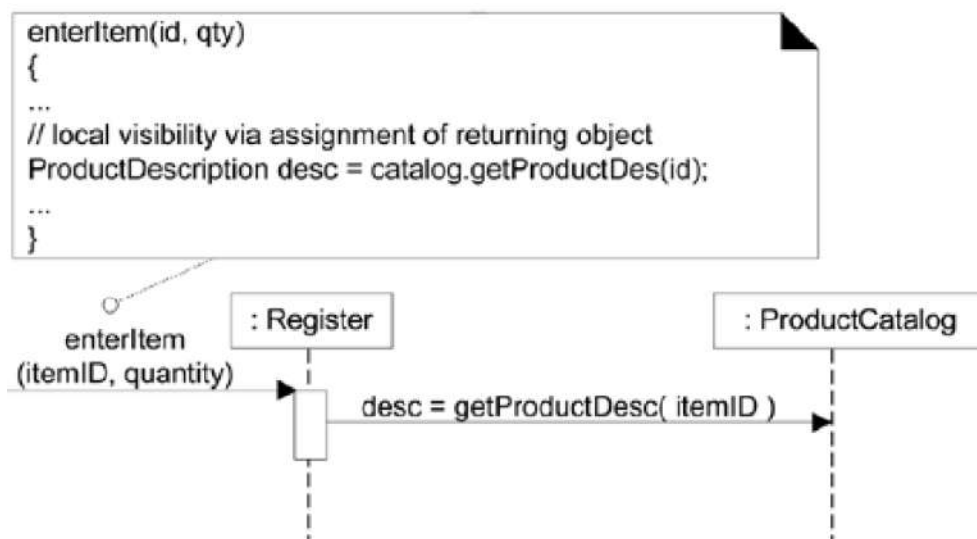 enterItem(id, qty)
{
...
// local visibility via assignment of returning object
ProductDescription desc = catalog.getProductDes(id);
...
}
enterItem
(itemID, quantity)
: Register
: ProductCatalog
desc = getProductDesc( itemID )